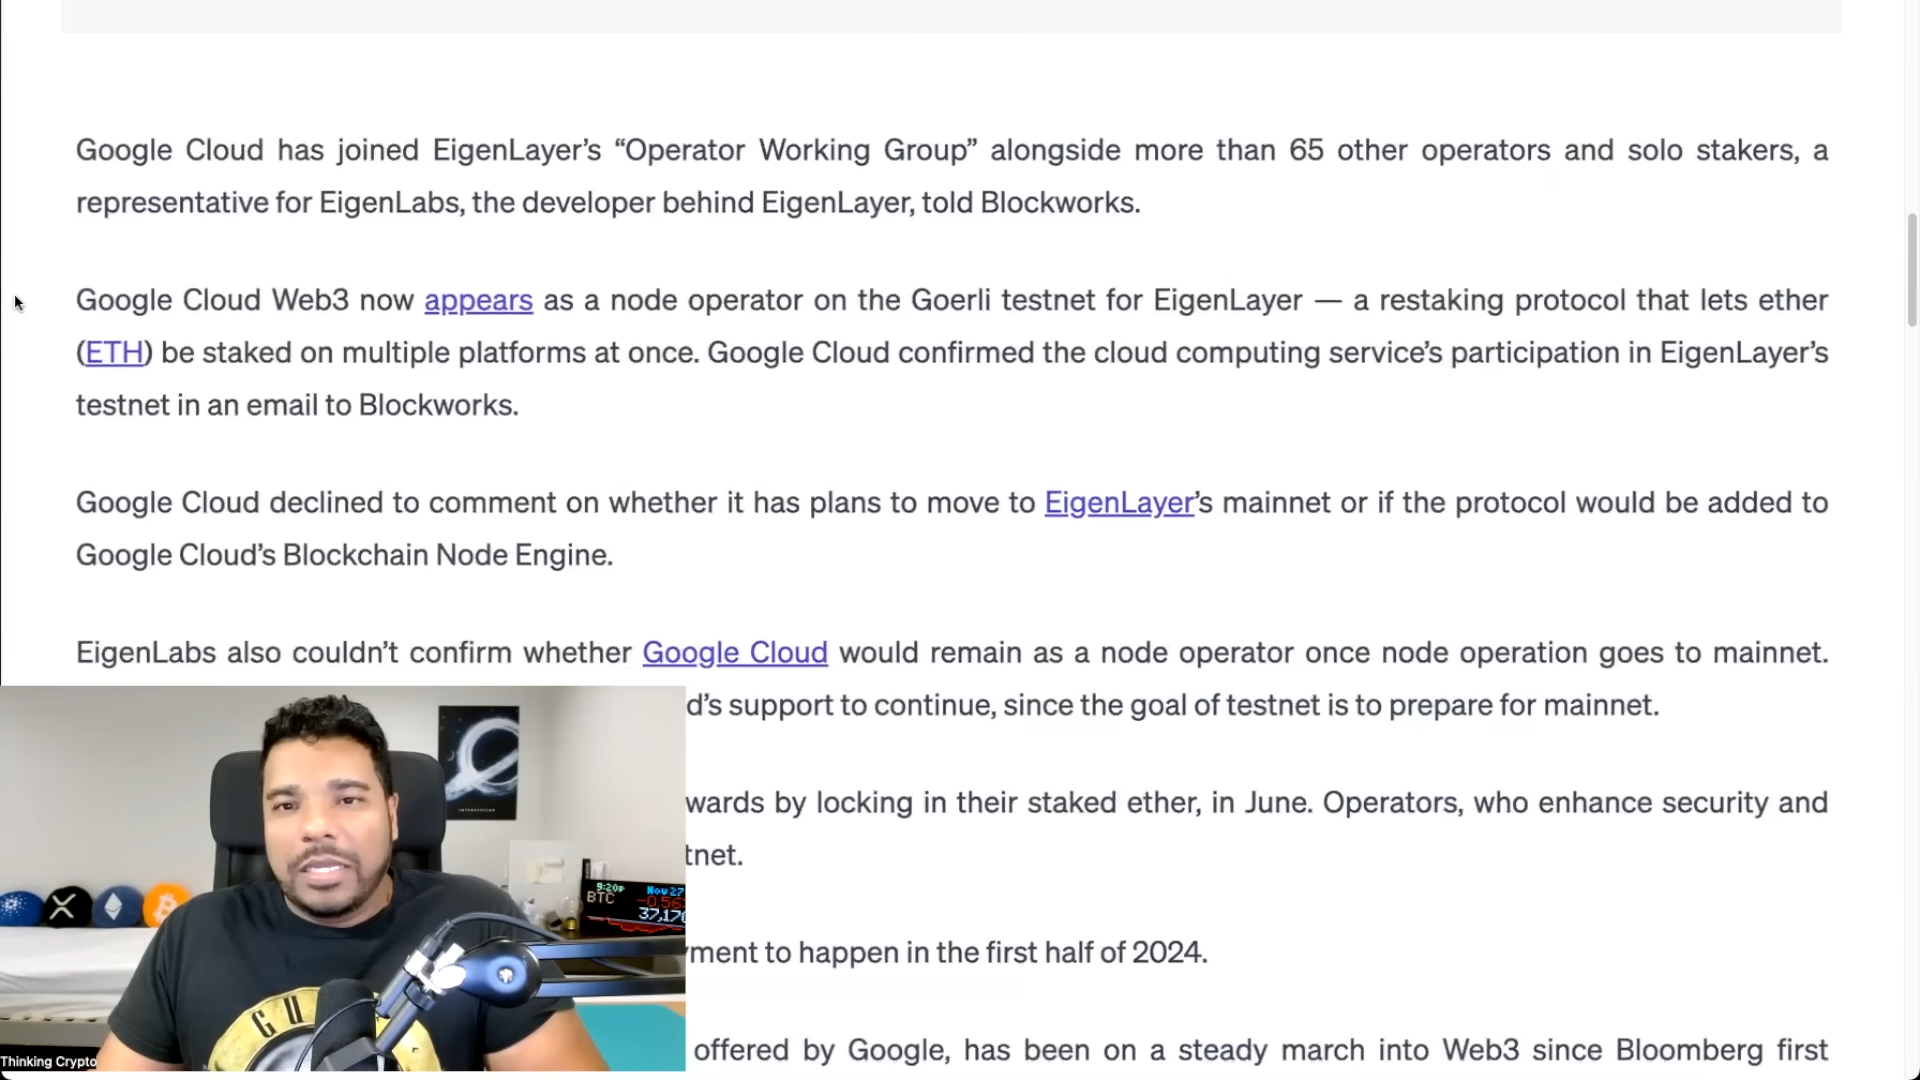 Google Cloud has joined EigenLayer’s “Operator Working Group” alongside more than 65 other operators and solo stakers, a
representative for EigenLabs, the developer behind EigenLayer, told Blockworks.
Google Cloud Web3 now appears as a node operator on the Goerli testnet for EigenLayer — a restaking protocol that lets ether
(ETH) be staked on multiple platforms at once. Google Cloud confirmed the cloud computing service’s participation in EigenLayer’s
testnet in an email to Blockworks.
Google Cloud declined to comment on whether it has plans to move to EigenLayer’s mainnet or if the protocol would be added to
Google Cloud’s Blockchain Node Engine.
EigenLabs also couldn’t confirm whether Google Cloud would remain as a node operator once node operation goes to mainnet.
d’s support to continue, since the goal of testnet is to prepare for mainnet.
wards by locking in their staked ether, in June. Operators, who enhance security and
tnet.
yment to happen in the first half of 2024.
offered by Google, has been on a steady march into Web3 since Bloomberg first
INTERSTELLAR
9:20P Nov 27
BTC -0.56
37,17
GU
Thinking Crypto